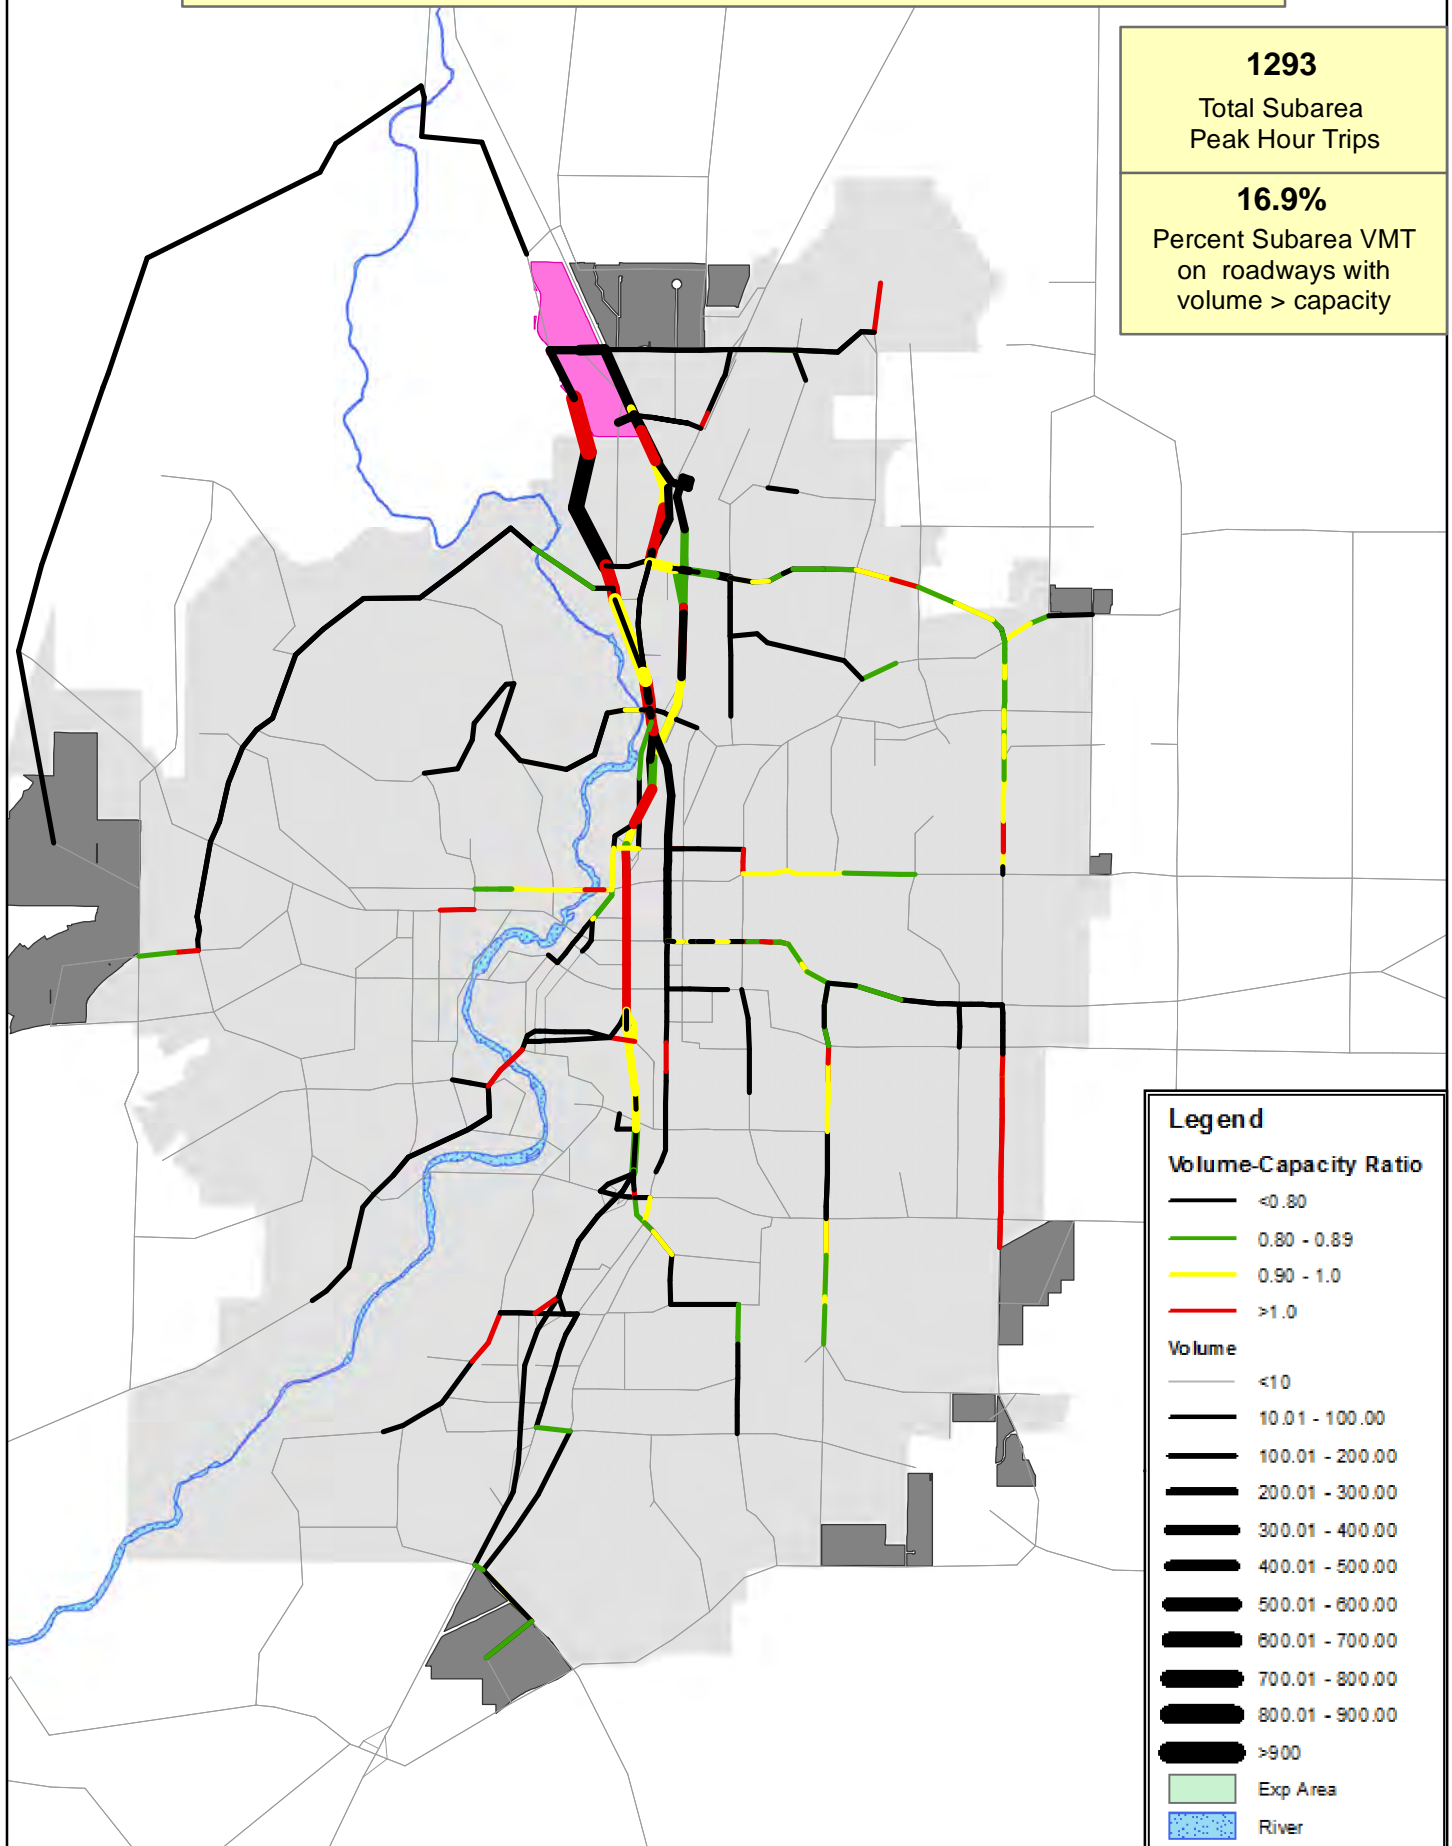 1293
Total Subarea
Peak Hour Trips
16.9%
Percent Subarea VMT
on roadways with
volume > capacity
Legend
Volume-Capacity Ratio
<0.80
0.80 - 0.89
0.90 - 1.0
>1.0
Volume
<10
10.01 - 100.00
100.01 - 200.00
200.01 - 300.00
300.01 - 400.00
400.01 - 500.00
500.01 - 600.00
600.01 - 700.00
700.01 - 800.00
800.01 - 900.00
>900
Exp Area
River